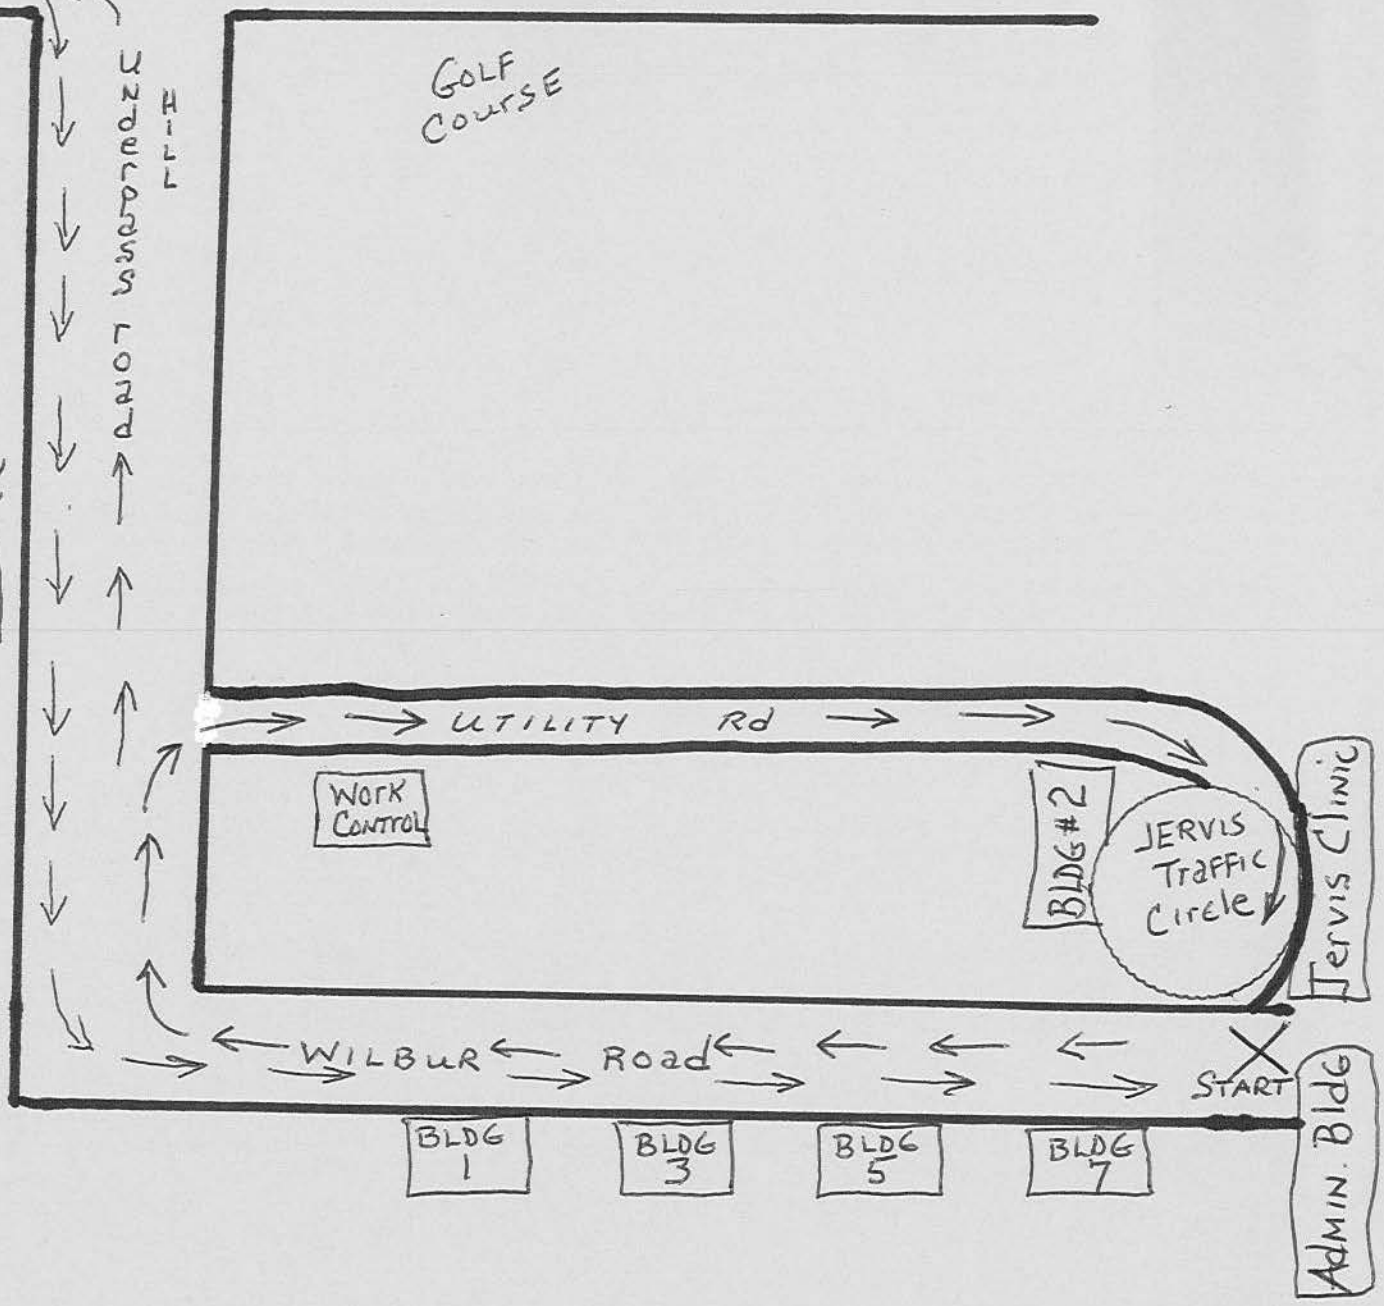 Underpass road
HILL
GOLF
COURSE
UTILITY Rd
WORK
CONTROL
BLDG #2
JERVIS
Traffic
Circle
Jervis Clinic
WILBUR Road
START
BLDG
1
BLDG
3
BLDG
5
BLDG
7
ADMIN. Bldg